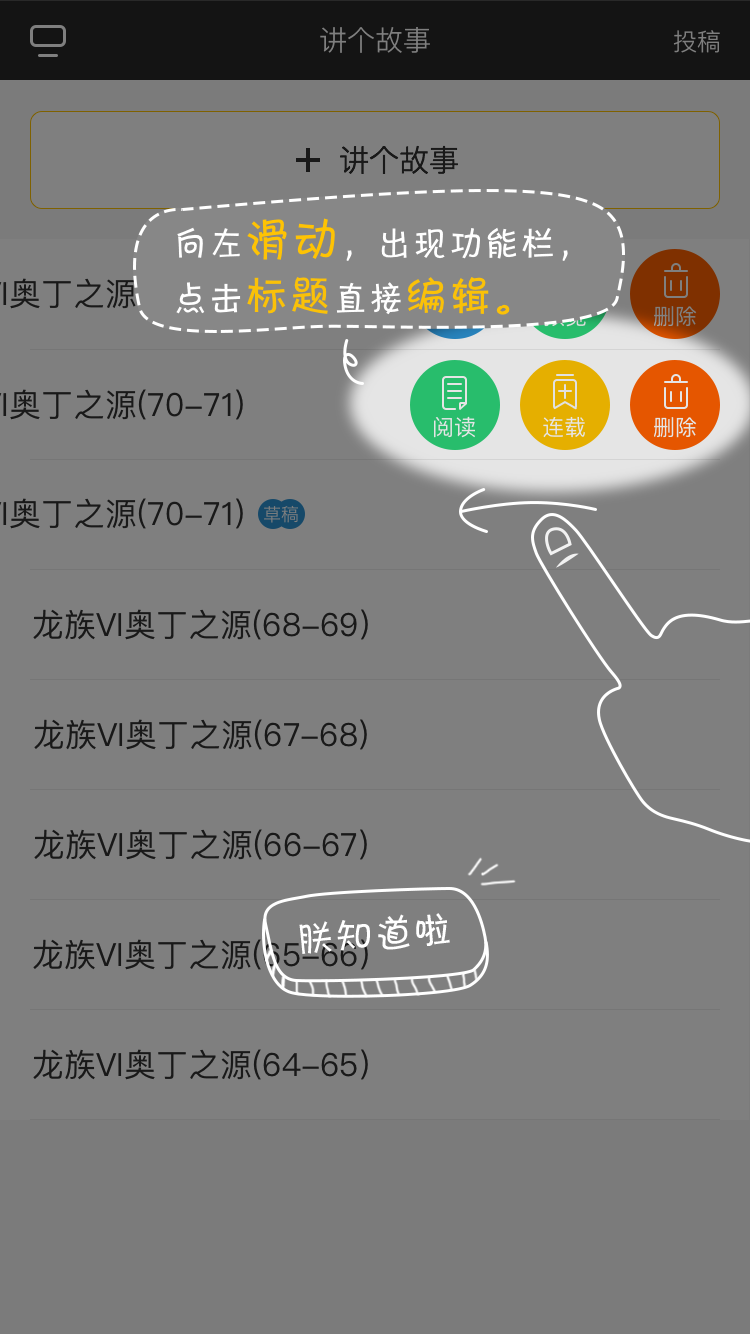 讲个故事 投稿
讲个故事
向左滑动，出现功能栏，
点击标题直接编辑。
奥丁之源
删除
奥丁之源(70-71)
阅读 连载 删除
奥丁之源(70-71) 草稿
龙族VI奥丁之源(68-69)
龙族VI奥丁之源(67-68)
龙族VI奥丁之源(66-67)
朕知道啦
龙族VI奥丁之源(65-66)
龙族VI奥丁之源(64-65)